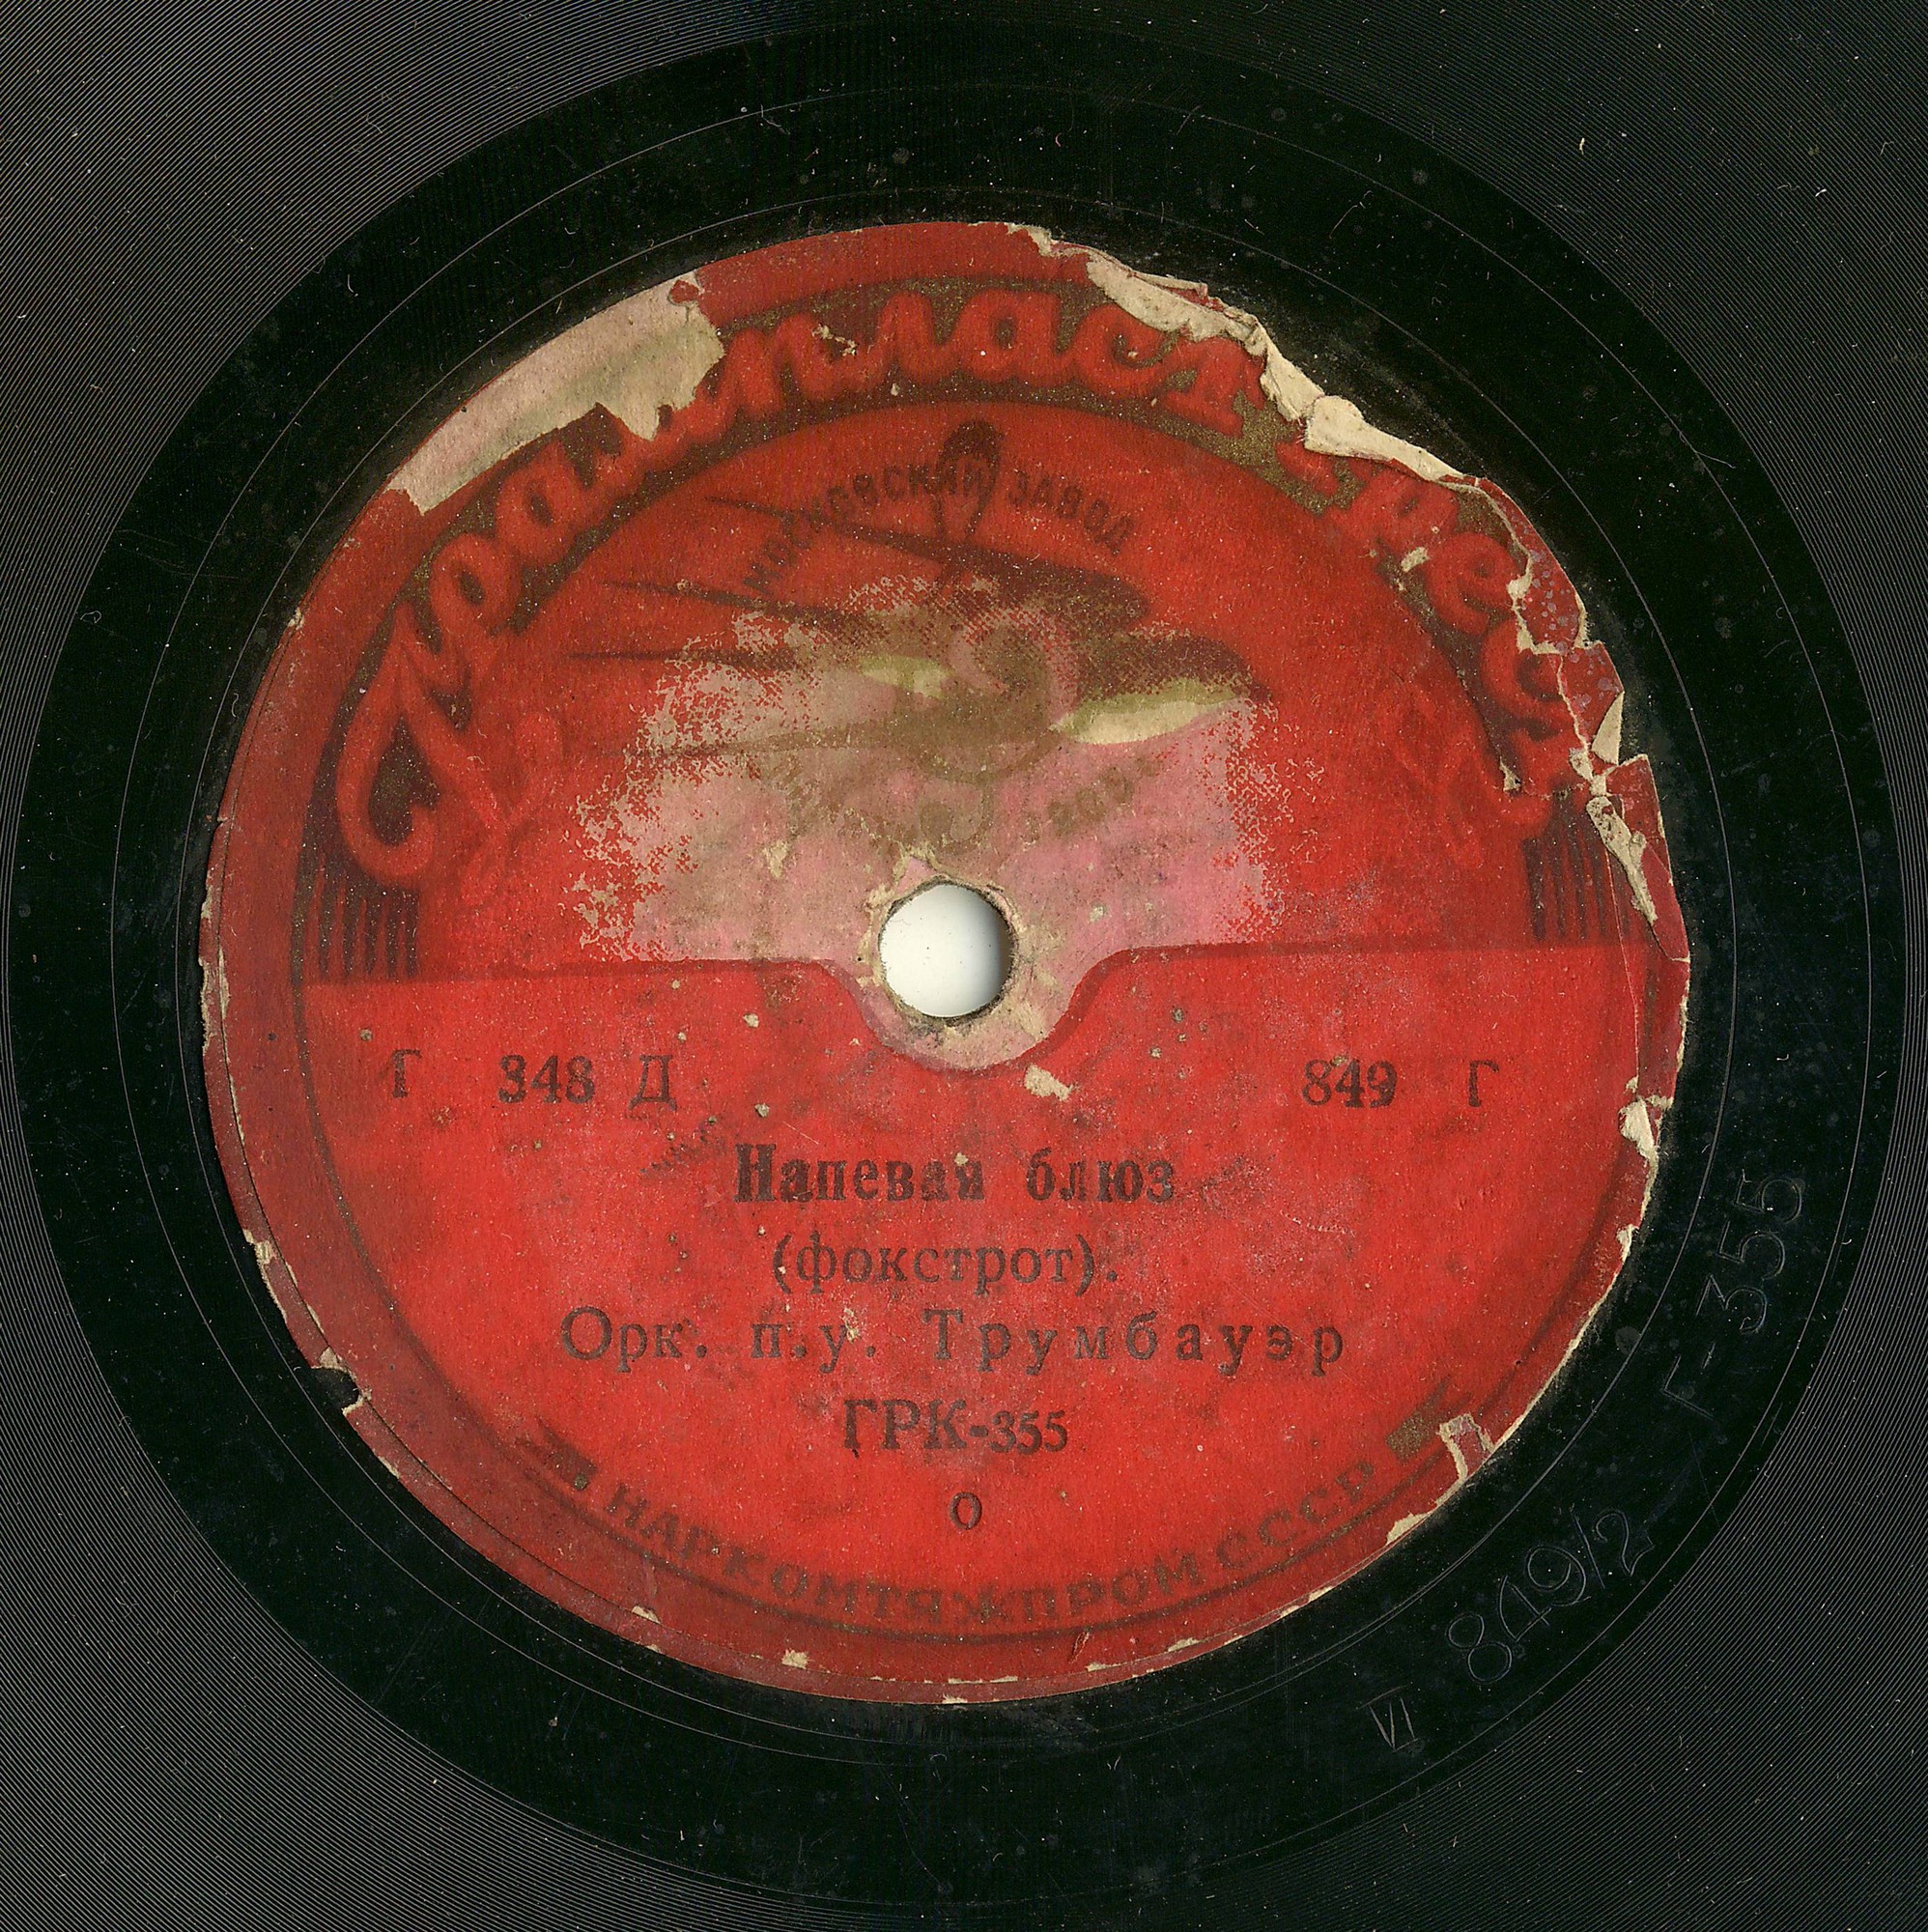 Грампласттрест
МОСКОВСКИЙ ЗАВОД
Г 348 Д 849 Г
Напевая блюз
(фокстрот).
Орк. п.у. Трумбауэр
ГРК-355
О
НАРКОМТЯЖПРОМ СССР
Г-355
849/2
VI